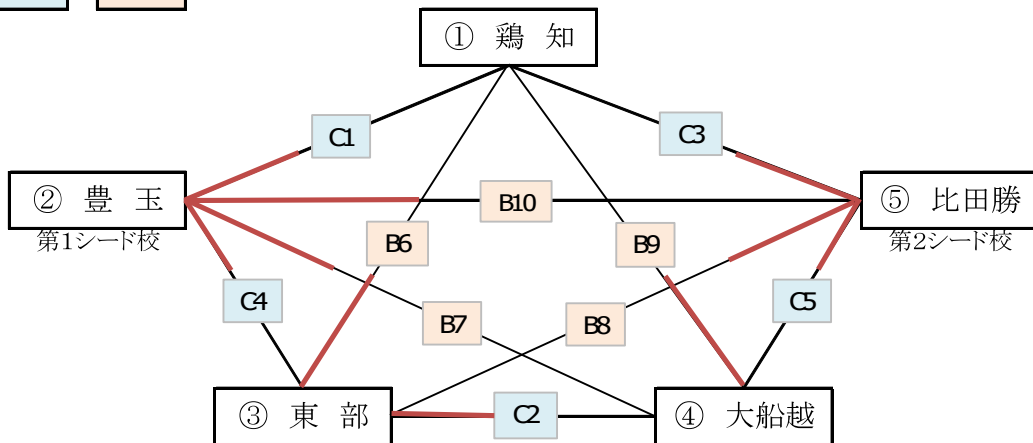 ① 鶏 知
C1
C3
② 豊 玉
第1シード校
B10
⑤ 比田勝
第2シード校
B6
B9
C4
B7
B8
C5
③ 東 部
C2
④ 大船越